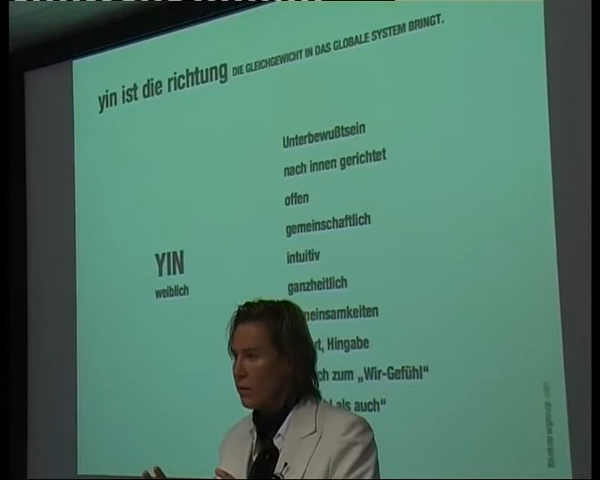 yin ist die richtung DIE GLEICHGEWICHT IN DAS GLOBALE SYSTEM BRINGT.
Unterbewußtsein
nach innen gerichtet
offen
gemeinschaftlich
YIN
weiblich
intuitiv
ganzheitlich
Hingabe
zum „Wir-Gefühl“
als auch“